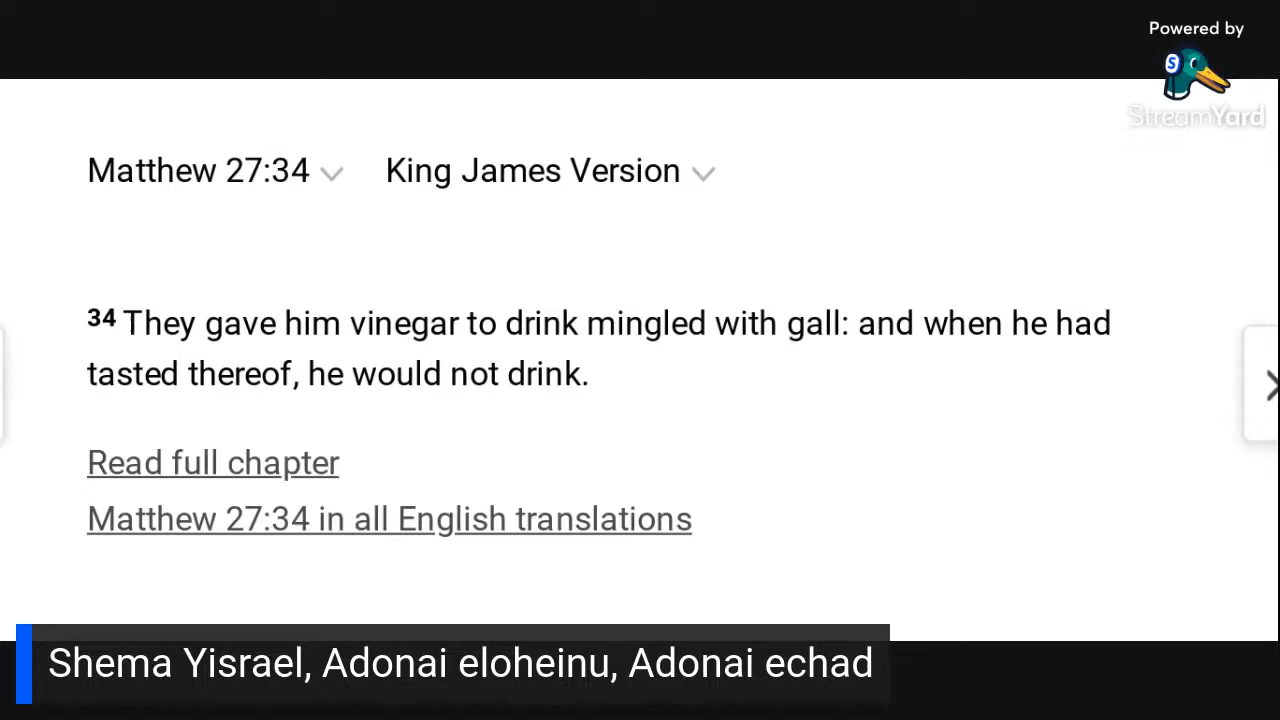 Powered by
S
StreamYard
Matthew 27:34 King James Version
34 They gave him vinegar to drink mingled with gall: and when he had
tasted thereof, he would not drink.
Read full chapter
Matthew 27:34 in all English translations
Shema Yisrael, Adonai eloheinu, Adonai echad